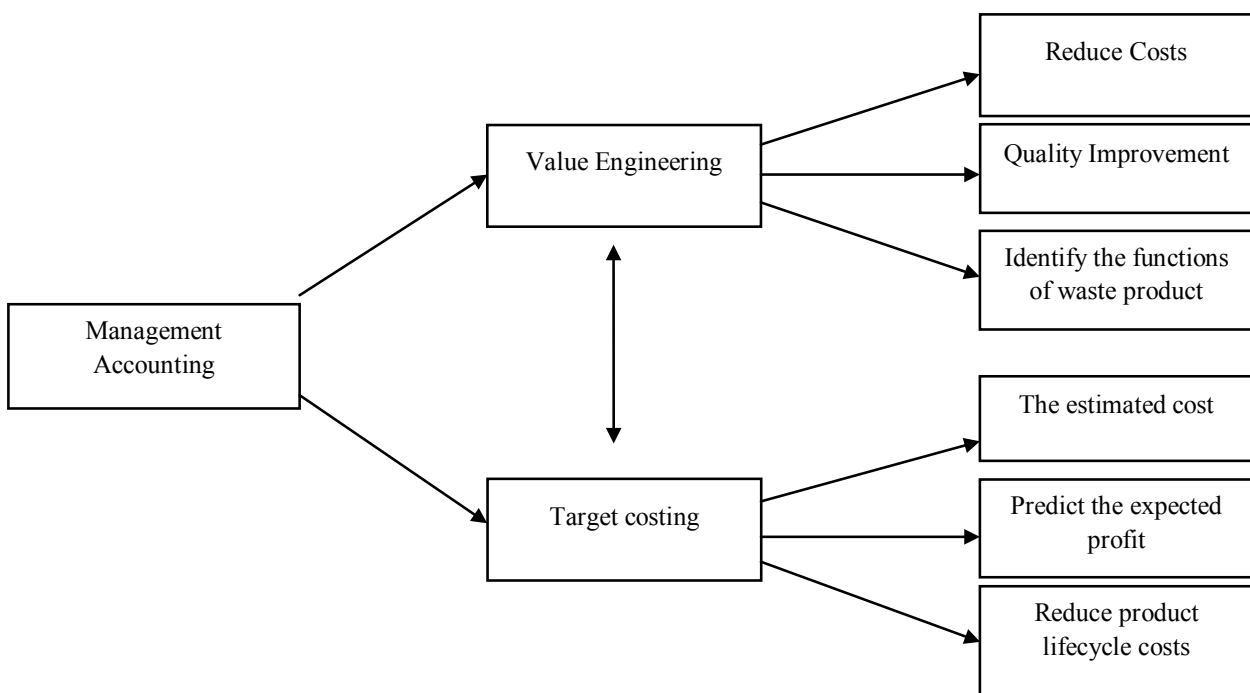 Reduce Costs
Value Engineering
Quality Improvement
Identify the functions
of waste product
Management
Accounting
The estimated cost
Target costing
Predict the expected
profit
Reduce product
lifecycle costs